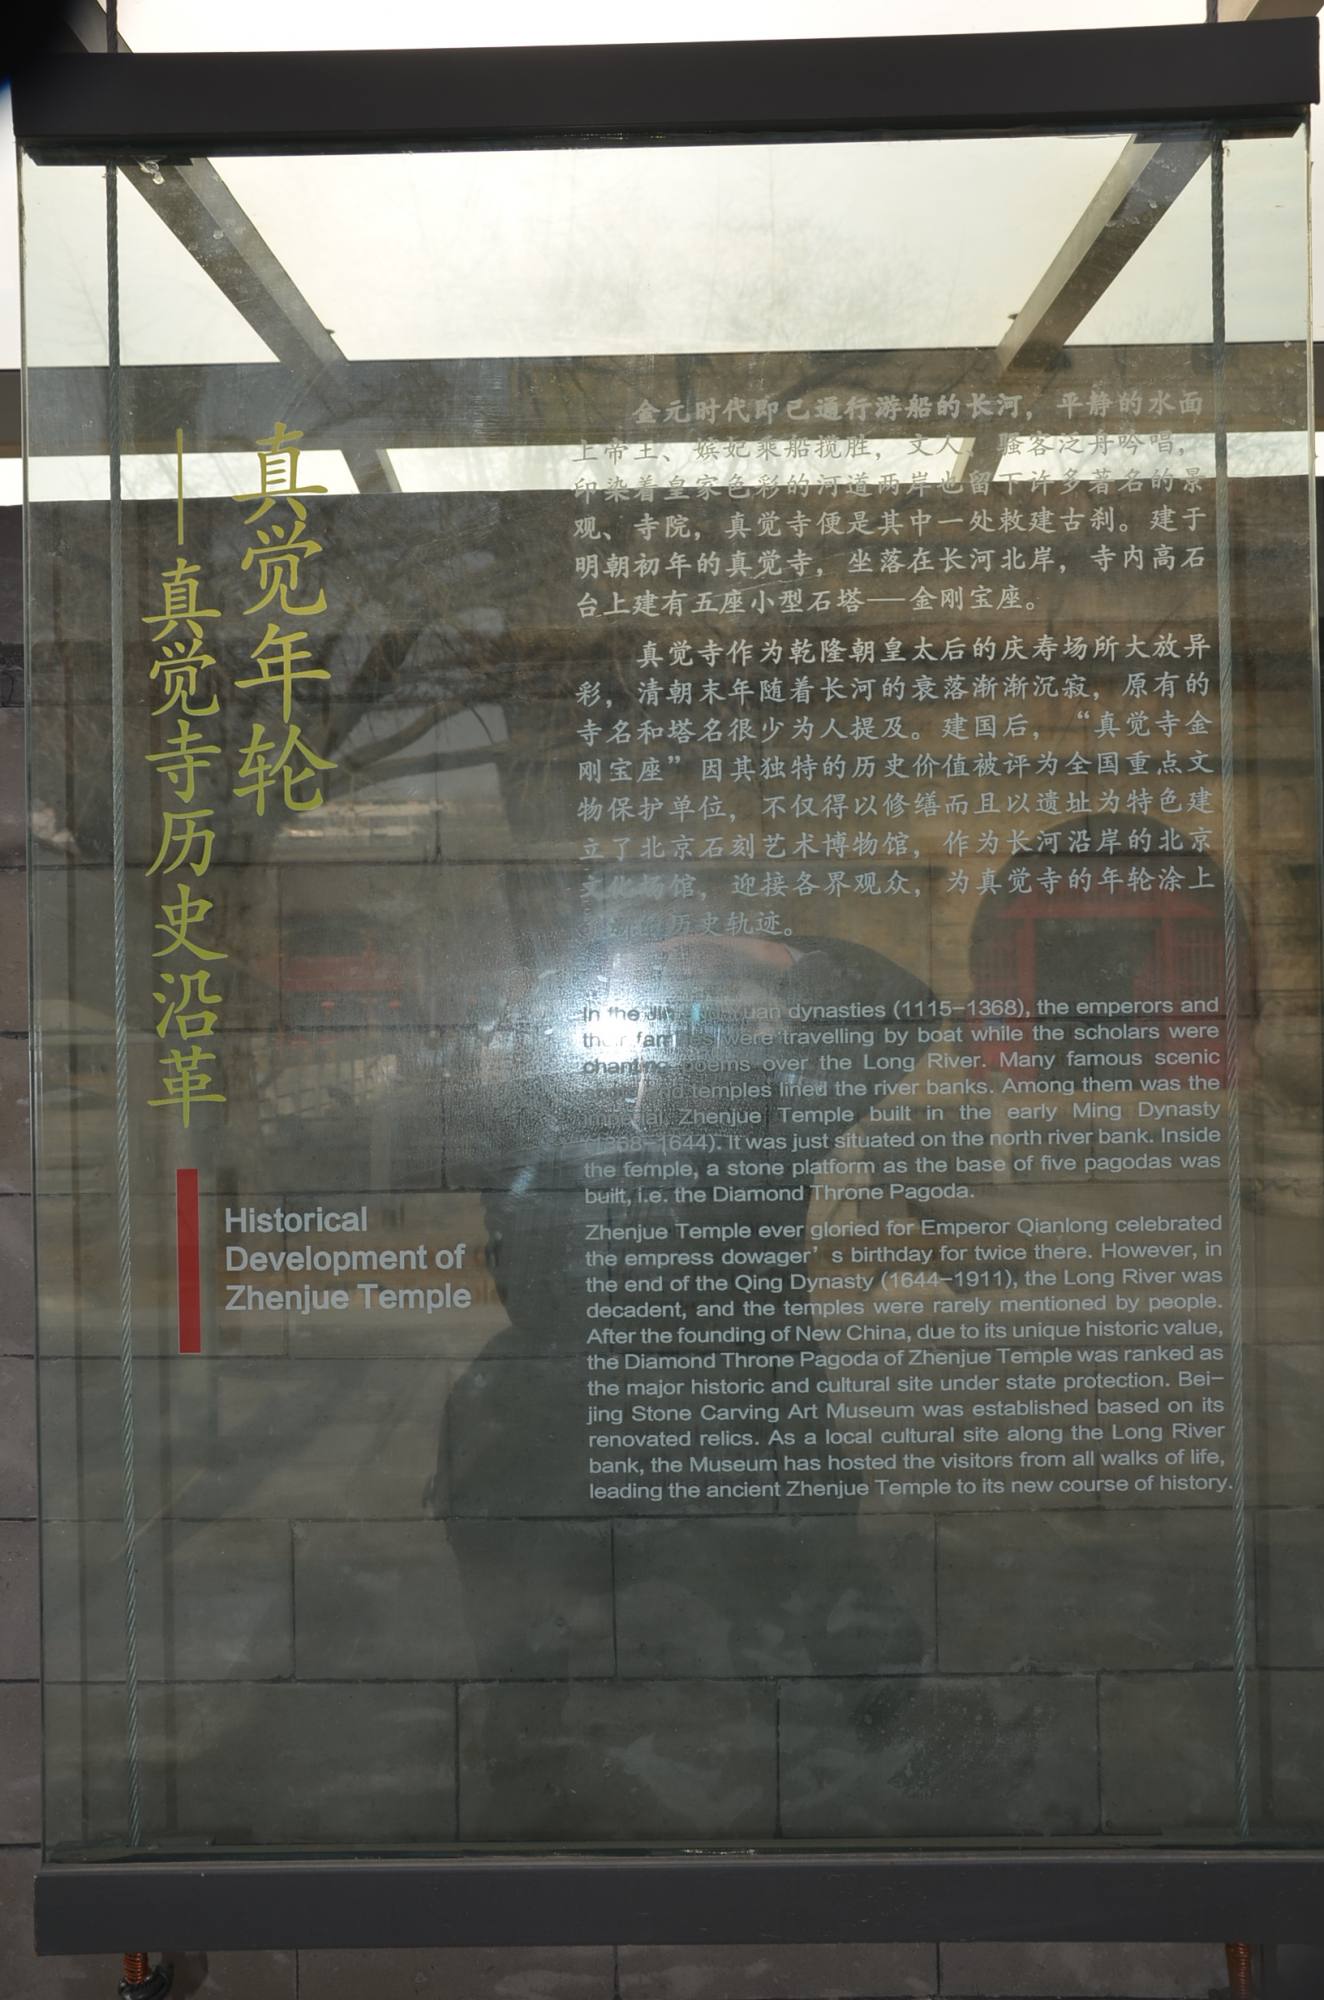 真觉年轮
——真觉寺历史沿革
Historical
Development of
Zhenjue Temple
金元时代即已通行游船的长河，平静的水面
上帝王、嫔妃乘船揽胜，文人、骚客泛舟吟唱，
印染着皇家色彩的河道两岸也留下许多著名的景
观、寺院，真觉寺便是其中一处敕建古刹。建于
明朝初年的真觉寺，坐落在长河北岸，寺内高石
台上建有五座小型石塔——金刚宝座。
真觉寺作为乾隆朝皇太后的庆寿场所大放异
彩，清朝末年随着长河的衰落渐渐沉寂，原有的
寺名和塔名很少为人提及。建国后，“真觉寺金
刚宝座”因其独特的历史价值被评为全国重点文
物保护单位，不仅得以修缮而且以遗址为特色建
立了北京石刻艺术博物馆，作为长河沿岸的北京
文化场馆，迎接各界观众，为真觉寺的年轮涂上
历史轨迹。
In the Jin and Yuan dynasties (1115-1368), the emperors and
their families were travelling by boat while the scholars were
chanting poems over the Long River. Many famous scenic
and temples lined the river banks. Among them was the
imperial Zhenjue Temple built in the early Ming Dynasty
(1368-1644). It was just situated on the north river bank. Inside
the temple, a stone platform as the base of five pagodas was
built, i.e. the Diamond Throne Pagoda.
Zhenjue Temple ever gloried for Emperor Qianlong celebrated
the empress dowager’ s birthday for twice there. However, in
the end of the Qing Dynasty (1644-1911), the Long River was
decadent, and the temples were rarely mentioned by people.
After the founding of New China, due to its unique historic value,
the Diamond Throne Pagoda of Zhenjue Temple was ranked as
the major historic and cultural site under state protection. Bei-
jing Stone Carving Art Museum was established based on its
renovated relics. As a local cultural site along the Long River
bank, the Museum has hosted the visitors from all walks of life,
leading the ancient Zhenjue Temple to its new course of history.